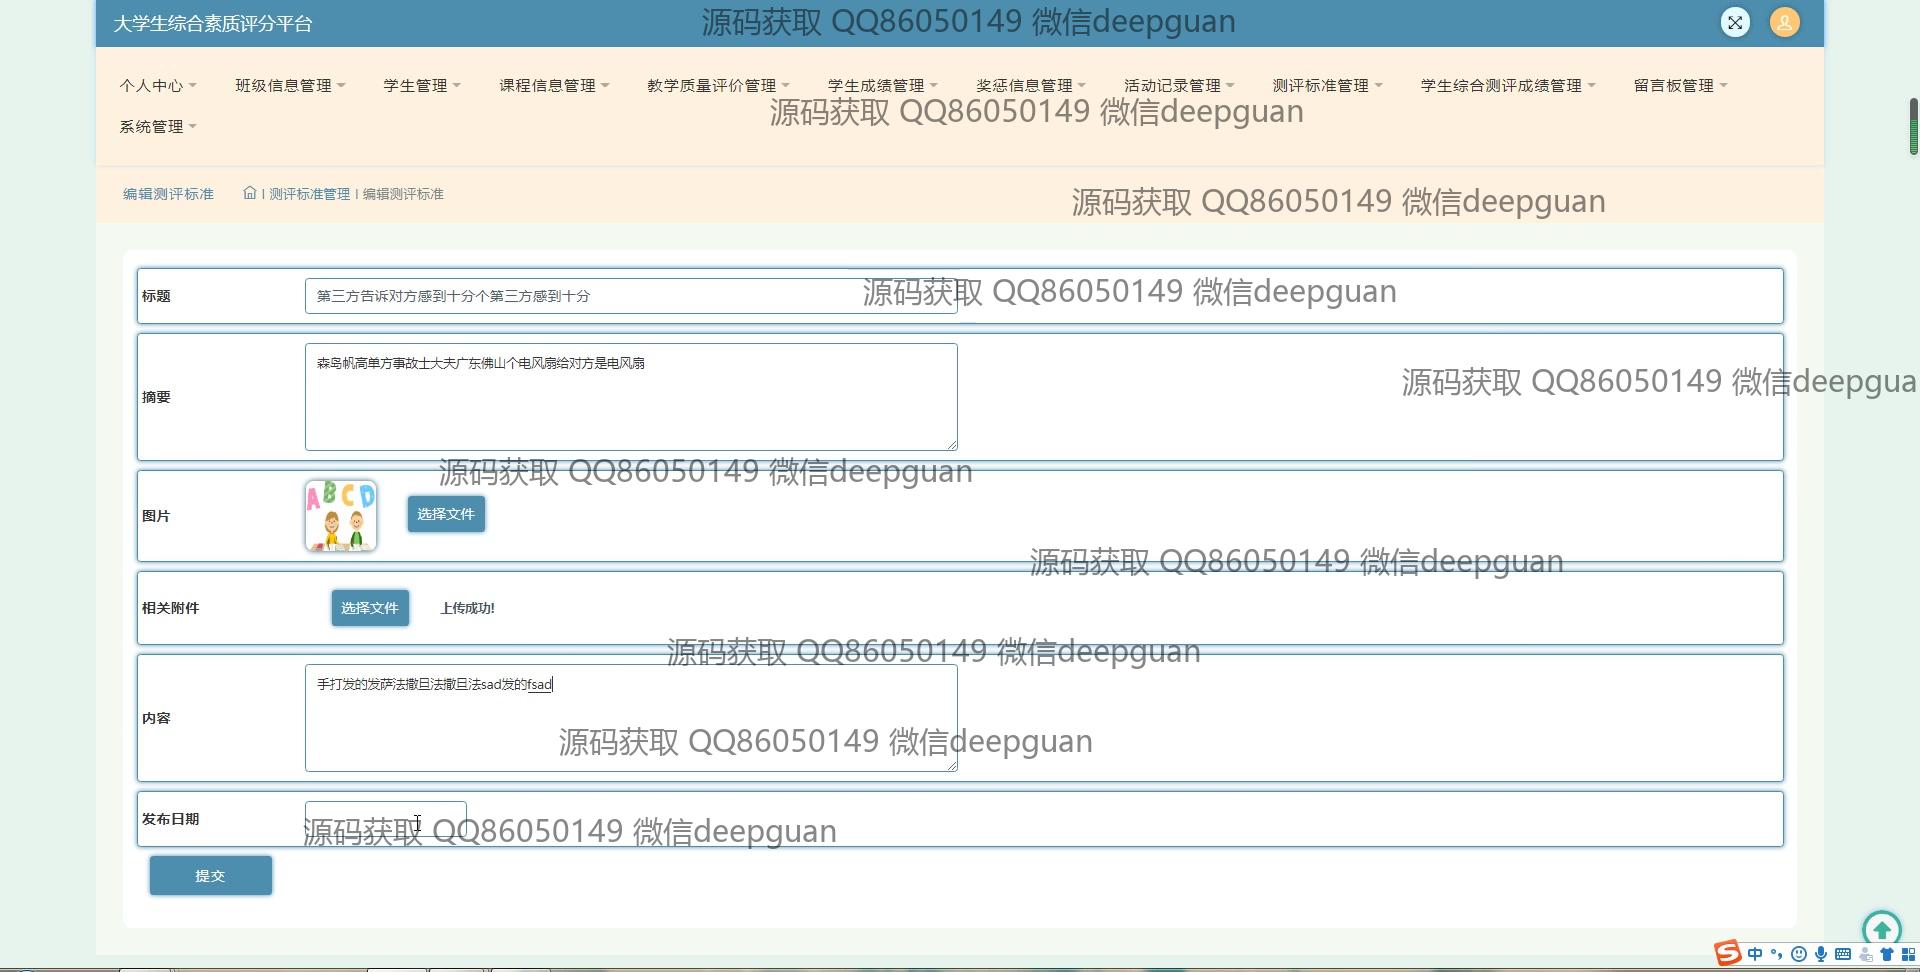 大学生综合素质评分平台
源码获取 QQ86050149 微信deepguan
个人中心 班级信息管理 学生管理 课程信息管理 教学质量评价管理 学生成绩管理 奖惩信息管理 活动记录管理 测评标准管理 学生综合测评成绩管理 留言板管理
源码获取 QQ86050149 微信deepguan
系统管理
编辑测评标准 | 测评标准管理 | 编辑测评标准
源码获取 QQ86050149 微信deepguan
标题 第三方告诉对方感到十分个第三方感到十分
源码获取 QQ86050149 微信deepguan
森岛帆高单方事故士大夫广东佛山个电风扇给对方是电风扇
源码获取 QQ86050149 微信deepgua
摘要
源码获取 QQ86050149 微信deepguan
ABCD
图片 选择文件
源码获取 QQ86050149 微信deepguan
相关附件 选择文件 上传成功!
源码获取 QQ86050149 微信deepguan
手打发的发萨法撒旦法撒旦法sad发的fsad
内容
源码获取 QQ86050149 微信deepguan
发布日期
源码获取 QQ86050149 微信deepguan
提交
S 中